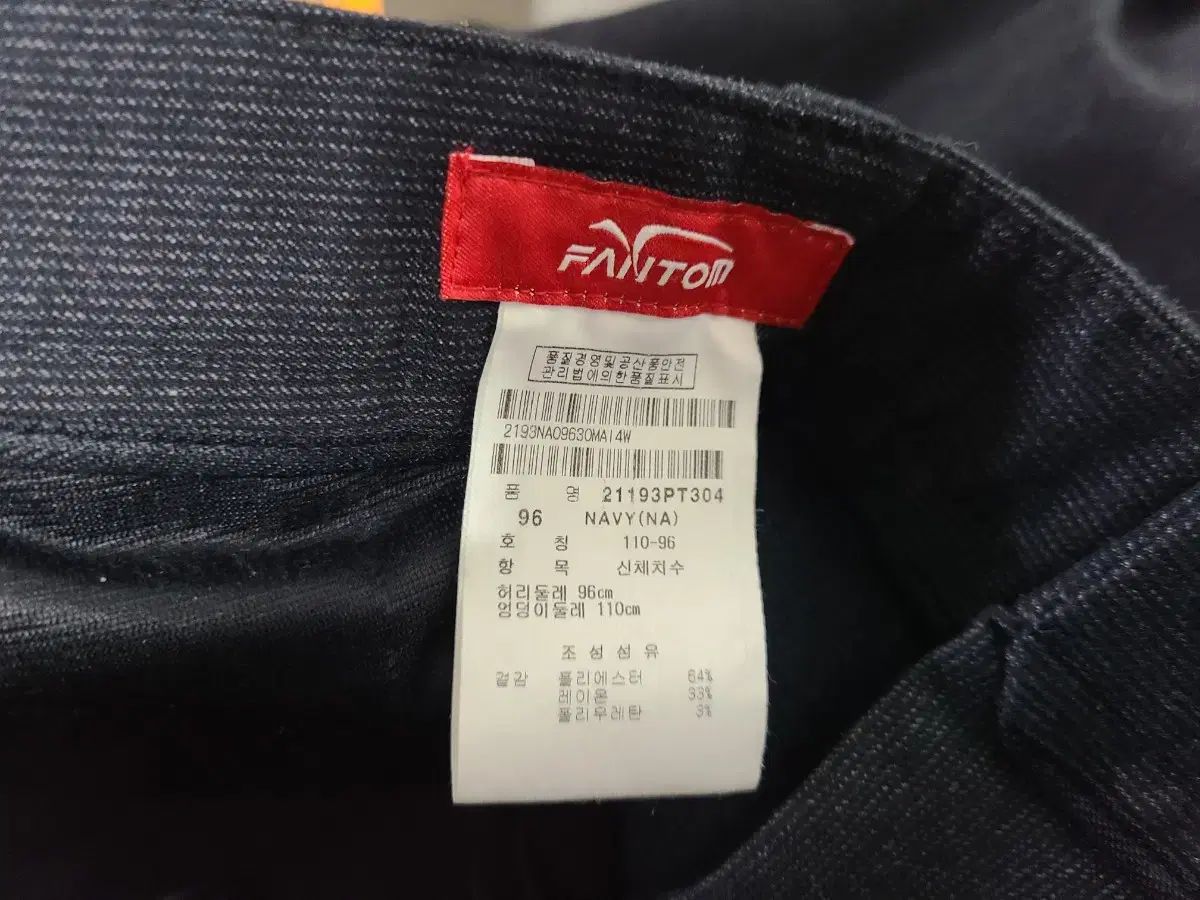 FANTOM
품질경영및공산품안전
관리법에의한품질표시
2193NA09630MAI4W
품 명 21193PT304
96 NAVY(NA)
호 칭 110-96
항 목 신체치수
허리둘레 96cm
엉덩이둘레 110cm
조 성 섬 유
겉감 폴리에스터 64%
레이온 33%
폴리우레탄 3%